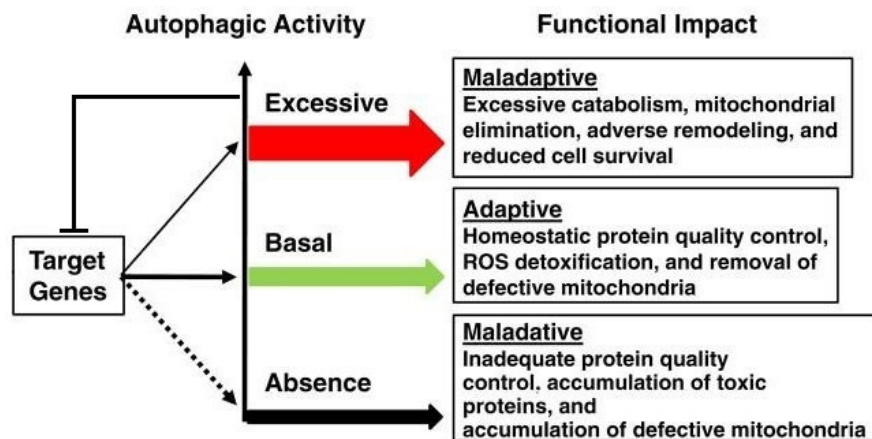 Autophagic Activity
Functional Impact
Target
Genes
Excessive
Maladaptive
Excessive catabolism, mitochondrial
elimination, adverse remodeling, and
reduced cell survival
Basal
Adaptive
Homeostatic protein quality control,
ROS detoxification, and removal of
defective mitochondria
Absence
Maladative
Inadequate protein quality
control, accumulation of toxic
proteins, and
accumulation of defective mitochondria